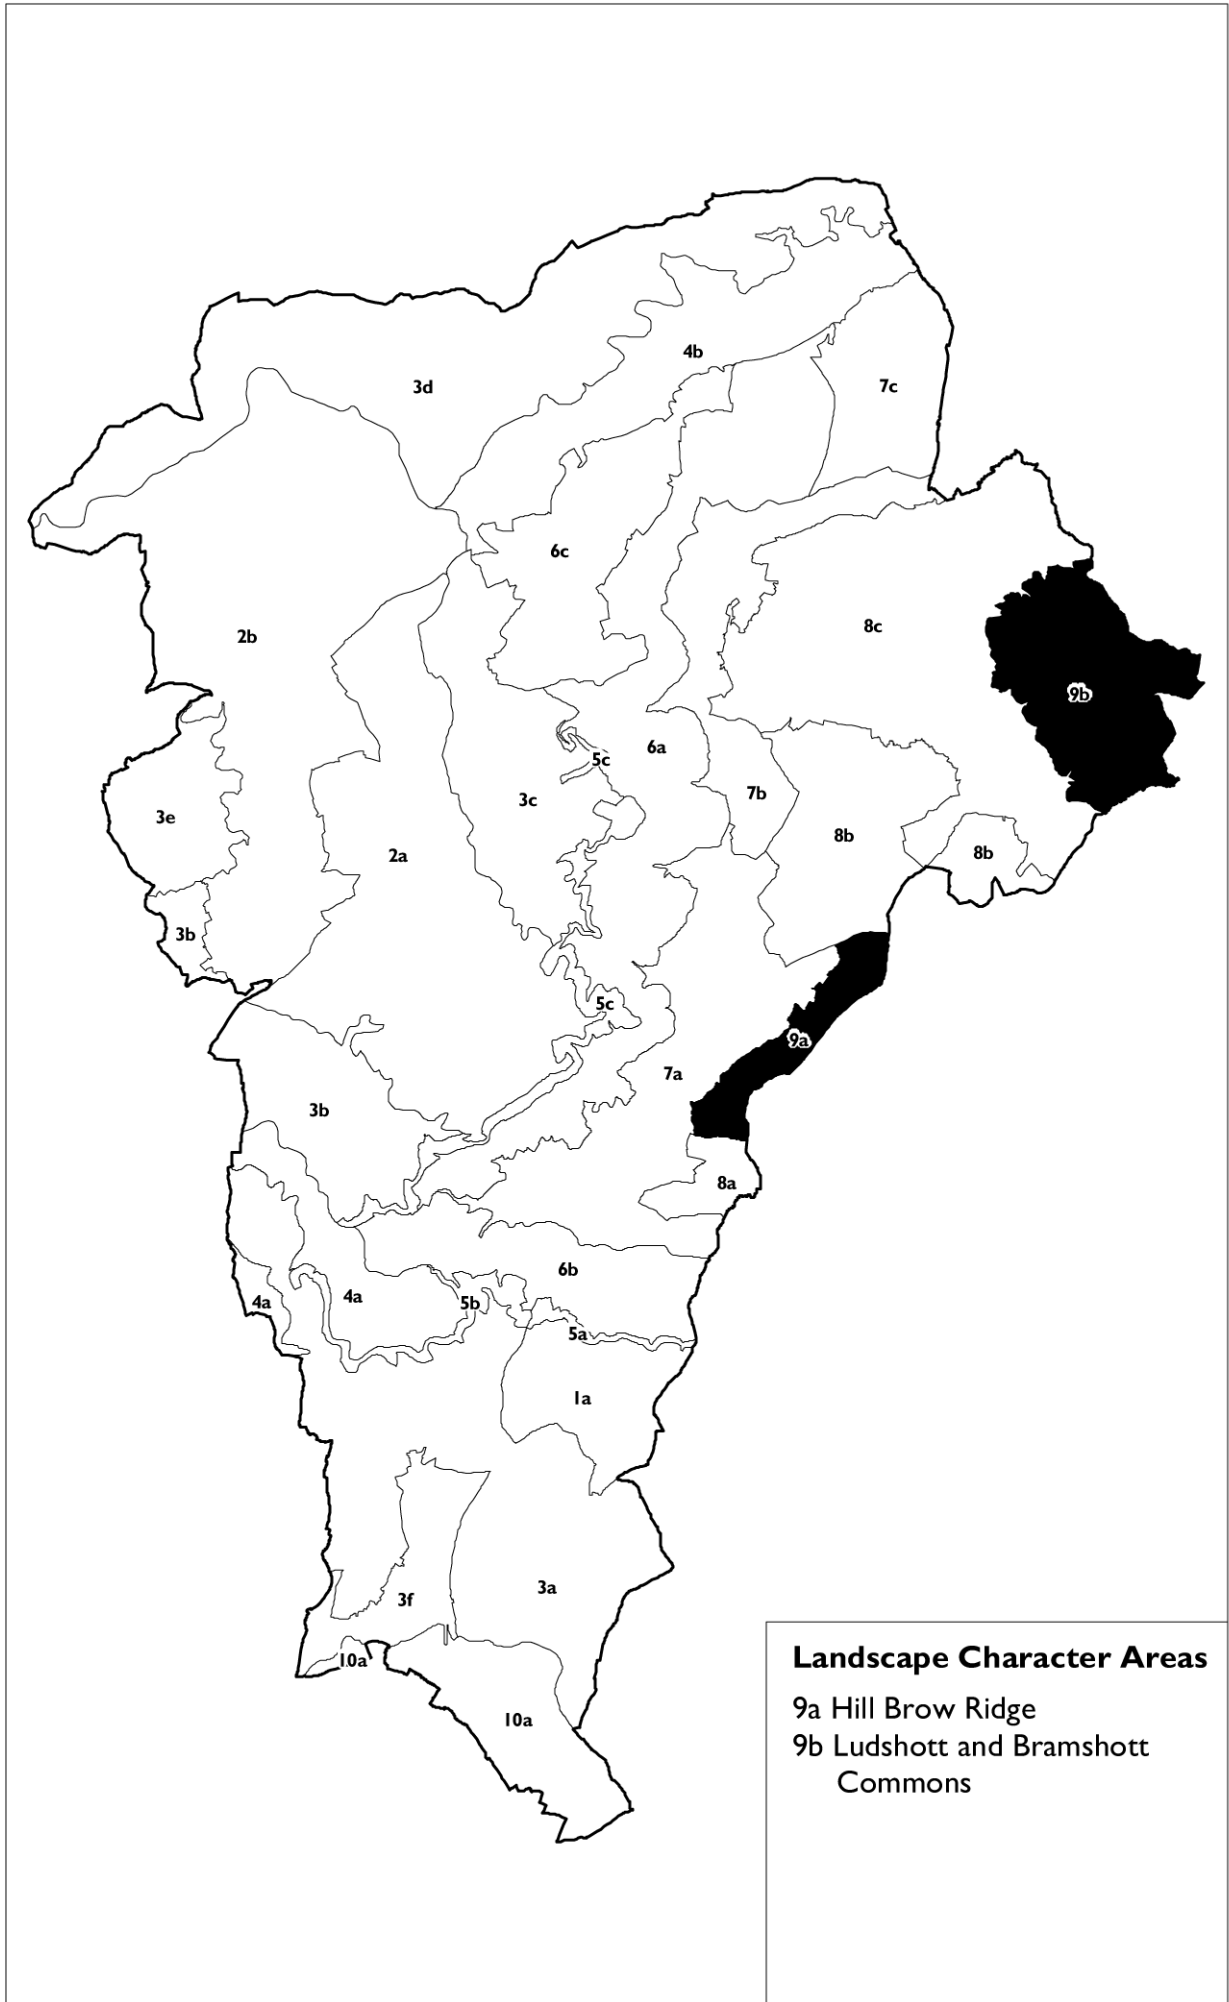 4b
3d
7c
6c
8c
2b
9b
6a
5c
7b
3c
3e
8b
8b
2a
3b
5c
9a
7a
3b
8a
6b
4a
4a
5b
5a
1a
3a
3f
10a
10a
Landscape Character Areas
9a Hill Brow Ridge
9b Ludshott and Bramshott
Commons